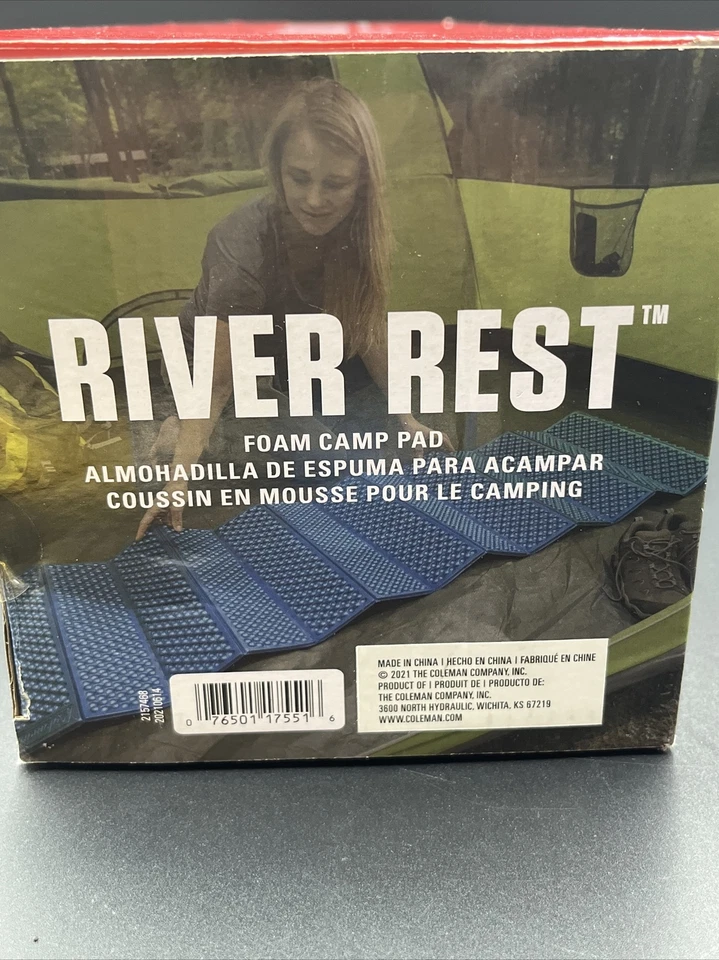 RIVER REST™
FOAM CAMP PAD
ALMOHADILLA DE ESPUMA PARA ACAMPAR
COUSSIN EN MOUSSE POUR LE CAMPING
2157468
20210614
0 76501 17551 6
MADE IN CHINA | HECHO EN CHINA | FABRIQUÉ EN CHINE
© 2021 THE COLEMAN COMPANY, INC.
PRODUCT OF | PRODUIT DE | PRODUCTO DE:
THE COLEMAN COMPANY, INC.
3600 NORTH HYDRAULIC, WICHITA, KS 67219
WWW.COLEMAN.COM